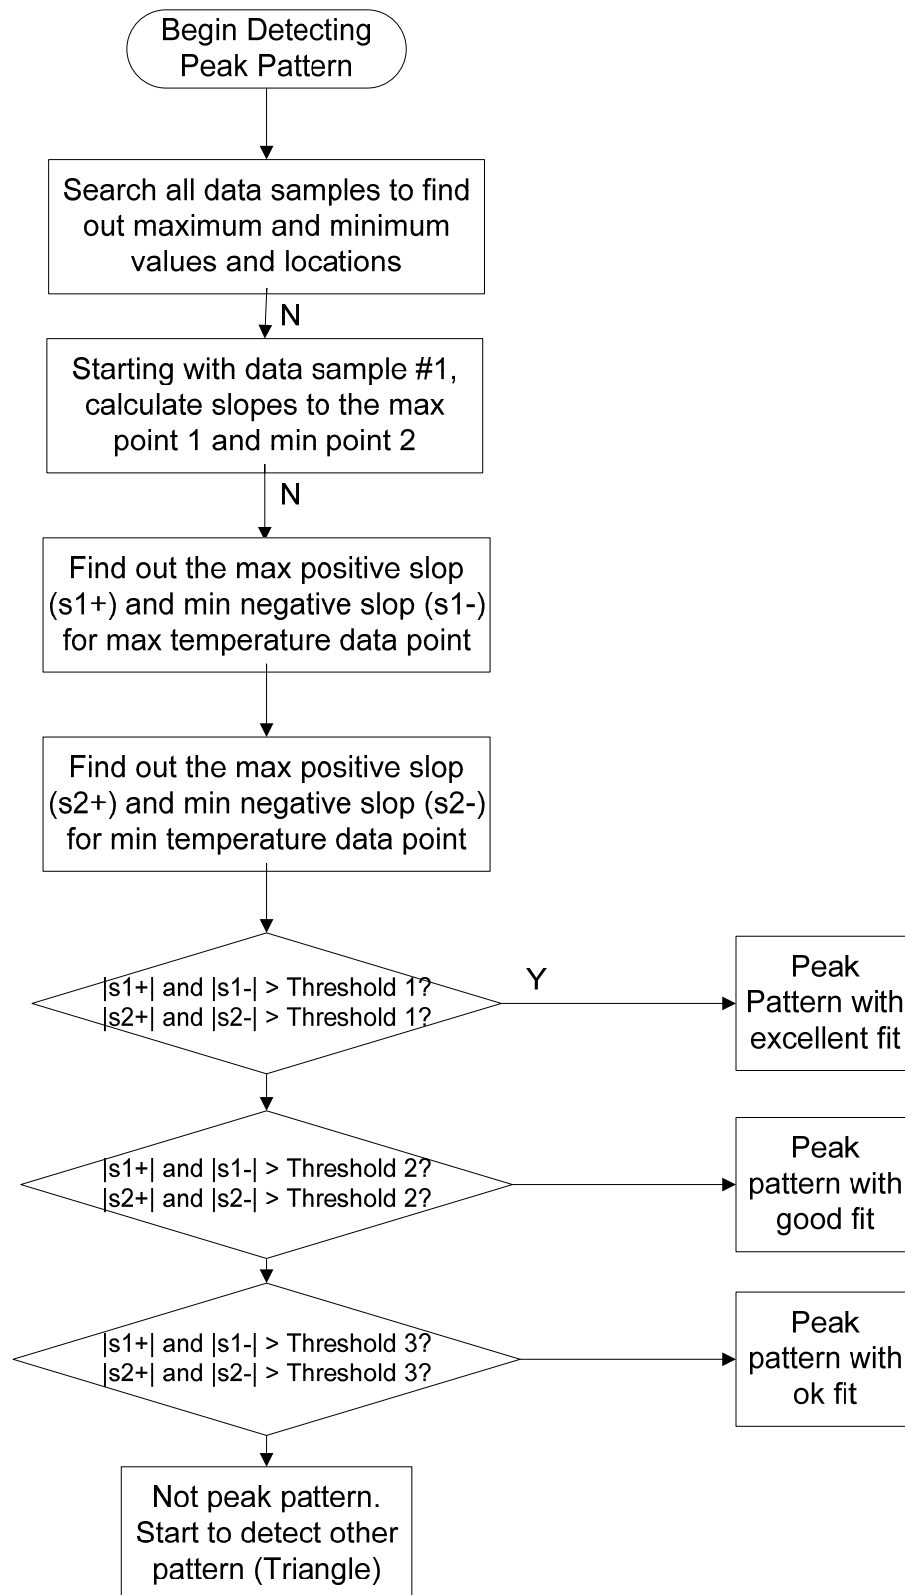 Begin Detecting
Peak Pattern
Search all data samples to find
out maximum and minimum
values and locations
N
Starting with data sample #1,
calculate slopes to the max
point 1 and min point 2
N
Find out the max positive slop
(s1+) and min negative slop (s1-)
for max temperature data point
Find out the max positive slop
(s2+) and min negative slop (s2-)
for min temperature data point
|s1+| and |s1-| > Threshold 1?
|s2+| and |s2-| > Threshold 1?
Y
Peak
Pattern with
excellent fit
|s1+| and |s1-| > Threshold 2?
|s2+| and |s2-| > Threshold 2?
Peak
pattern with
good fit
|s1+| and |s1-| > Threshold 3?
|s2+| and |s2-| > Threshold 3?
Peak
pattern with
ok fit
Not peak pattern.
Start to detect other
pattern (Triangle)